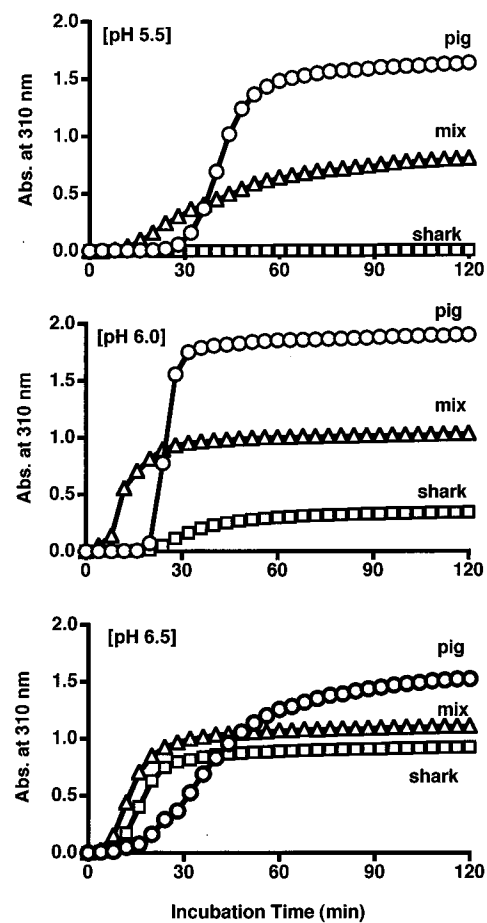 [pH 5.5]
pig
mix
shark
Abs. at 310 nm
2.0
1.5
1.0
0.5
0.0
0 30 60 90 120
[pH 6.0]
pig
mix
shark
Abs. at 310 nm
2.0
1.5
1.0
0.5
0.0
0 30 60 90 120
[pH 6.5]
pig
mix
shark
Abs. at 310 nm
2.0
1.5
1.0
0.5
0.0
0 30 60 90 120
Incubation Time (min)